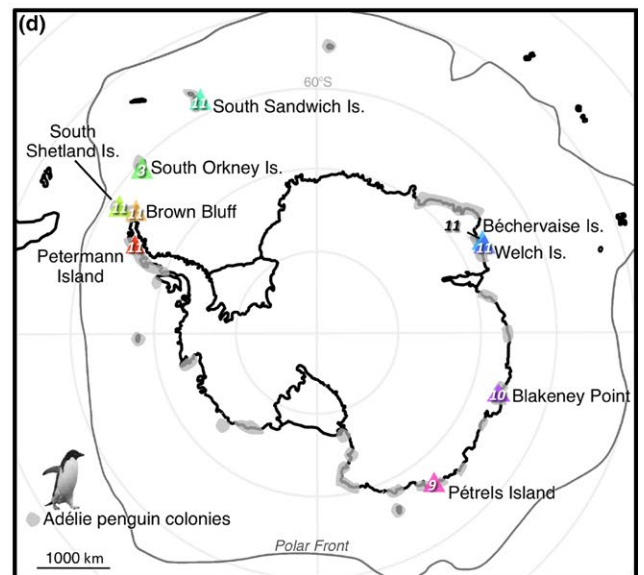 (d)
60°S
11
South Sandwich Is.
South
Shetland Is.
3
South Orkney Is.
11
11
Brown Bluff
11
Petermann
Island
11
Béchervaise Is.
11
Welch Is.
10
Blakeney Point
9
Pétrels Island
Adélie penguin colonies
Polar Front
1000 km